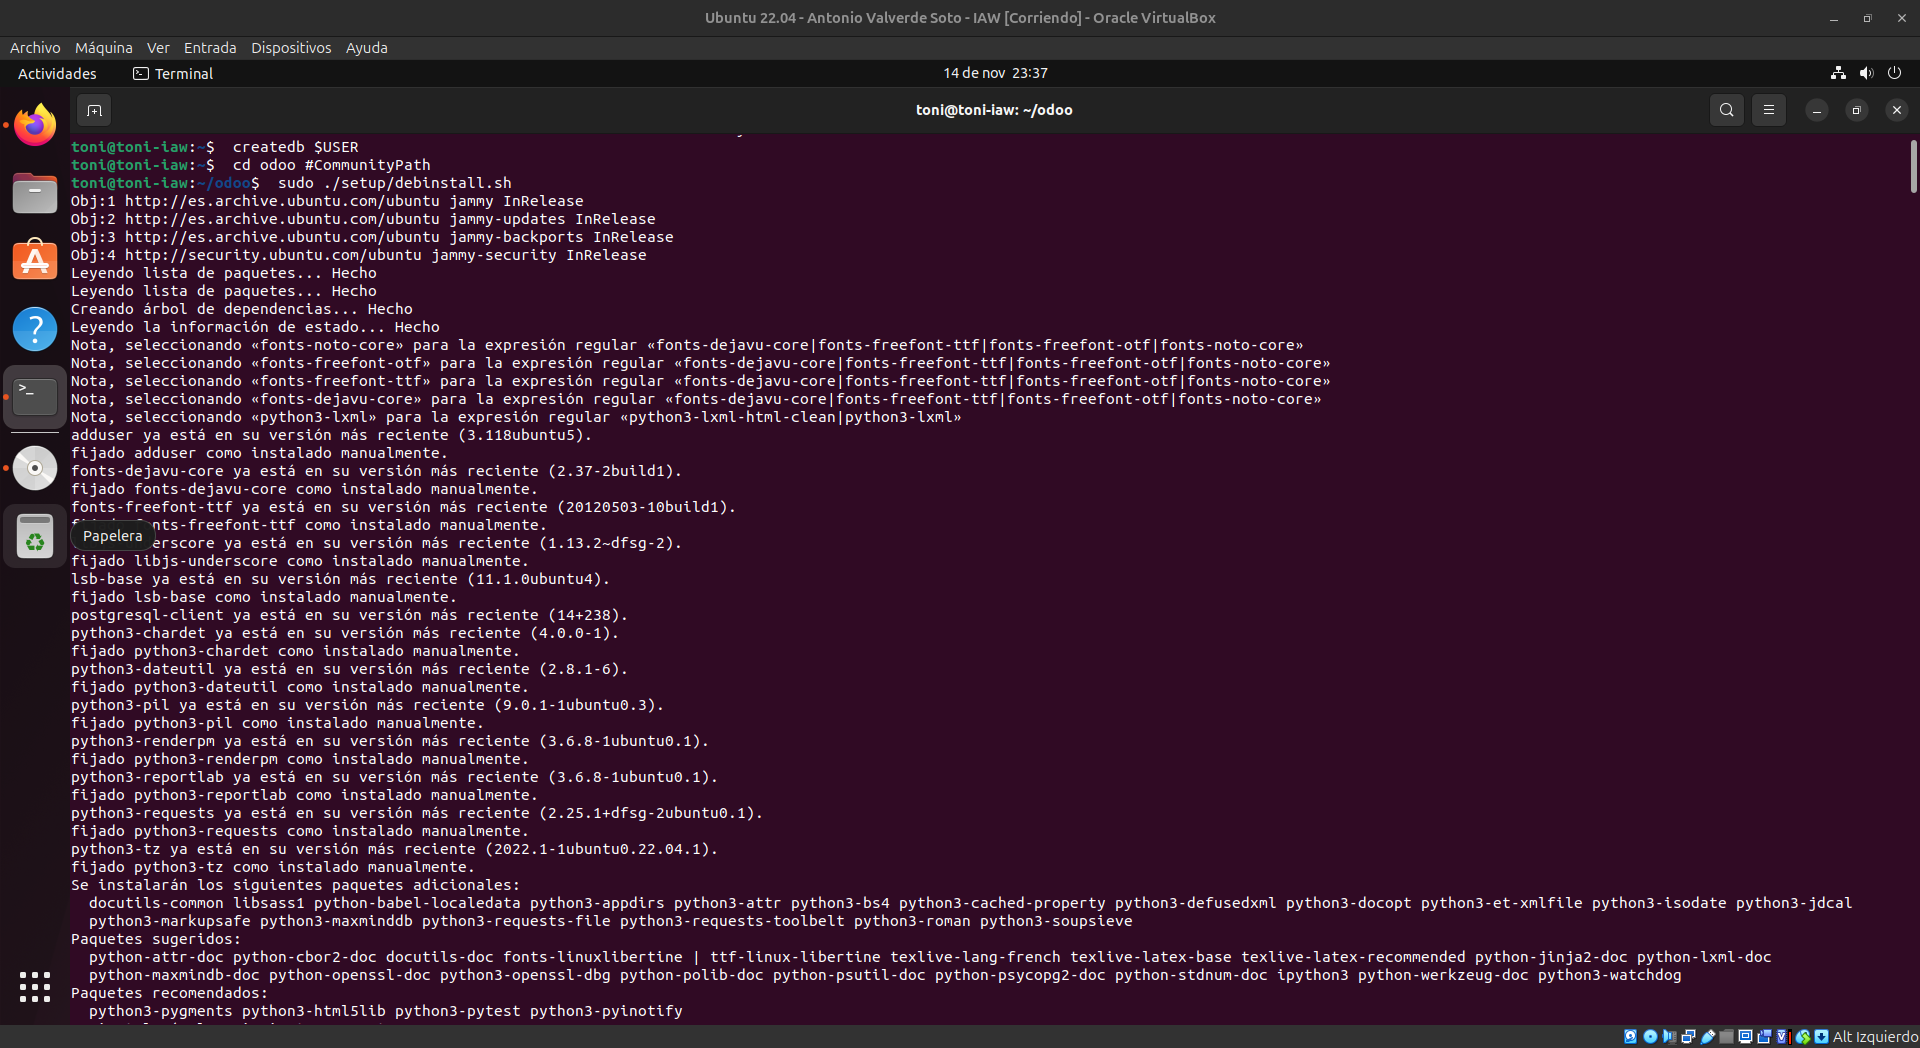 Ubuntu 22.04 - Antonio Valverde Soto - IAW [Corriendo] - Oracle VirtualBox
Archivo Máquina Ver Entrada Dispositivos Ayuda
Actividades Terminal 14 de nov 23:37
toni@toni-iaw: ~/odoo
toni@toni-iaw:~$ createdb $USER
toni@toni-iaw:~$ cd odoo #CommunityPath
toni@toni-iaw:~/odoo$ sudo ./setup/debinstall.sh
Obj:1 http://es.archive.ubuntu.com/ubuntu jammy InRelease
Obj:2 http://es.archive.ubuntu.com/ubuntu jammy-updates InRelease
Obj:3 http://es.archive.ubuntu.com/ubuntu jammy-backports InRelease
Obj:4 http://security.ubuntu.com/ubuntu jammy-security InRelease
Leyendo lista de paquetes... Hecho
Leyendo lista de paquetes... Hecho
Creando árbol de dependencias... Hecho
Leyendo la información de estado... Hecho
Nota, seleccionando «fonts-noto-core» para la expresión regular «fonts-dejavu-core|fonts-freefont-ttf|fonts-freefont-otf|fonts-noto-core»
Nota, seleccionando «fonts-freefont-otf» para la expresión regular «fonts-dejavu-core|fonts-freefont-ttf|fonts-freefont-otf|fonts-noto-core»
Nota, seleccionando «fonts-freefont-ttf» para la expresión regular «fonts-dejavu-core|fonts-freefont-ttf|fonts-freefont-otf|fonts-noto-core»
Nota, seleccionando «fonts-dejavu-core» para la expresión regular «fonts-dejavu-core|fonts-freefont-ttf|fonts-freefont-otf|fonts-noto-core»
Nota, seleccionando «python3-lxml» para la expresión regular «python3-lxml-html-clean|python3-lxml»
adduser ya está en su versión más reciente (3.118ubuntu5).
fijado adduser como instalado manualmente.
fonts-dejavu-core ya está en su versión más reciente (2.37-2build1).
fijado fonts-dejavu-core como instalado manualmente.
fonts-freefont-ttf ya está en su versión más reciente (20120503-10build1).
nts-freefont-ttf como instalado manualmente.
Papelera
erscore ya está en su versión más reciente (1.13.2~dfsg-2).
fijado libjs-underscore como instalado manualmente.
lsb-base ya está en su versión más reciente (11.1.0ubuntu4).
fijado lsb-base como instalado manualmente.
postgresql-client ya está en su versión más reciente (14+238).
python3-chardet ya está en su versión más reciente (4.0.0-1).
fijado python3-chardet como instalado manualmente.
python3-dateutil ya está en su versión más reciente (2.8.1-6).
fijado python3-dateutil como instalado manualmente.
python3-pil ya está en su versión más reciente (9.0.1-1ubuntu0.3).
fijado python3-pil como instalado manualmente.
python3-renderpm ya está en su versión más reciente (3.6.8-1ubuntu0.1).
fijado python3-renderpm como instalado manualmente.
python3-reportlab ya está en su versión más reciente (3.6.8-1ubuntu0.1).
fijado python3-reportlab como instalado manualmente.
python3-requests ya está en su versión más reciente (2.25.1+dfsg-2ubuntu0.1).
fijado python3-requests como instalado manualmente.
python3-tz ya está en su versión más reciente (2022.1-1ubuntu0.22.04.1).
fijado python3-tz como instalado manualmente.
Se instalarán los siguientes paquetes adicionales:
docutils-common libsass1 python-babel-localedata python3-appdirs python3-attr python3-bs4 python3-cached-property python3-defusedxml python3-docopt python3-et-xmlfile python3-isodate python3-jdcal
python3-markupsafe python3-maxminddb python3-requests-file python3-requests-toolbelt python3-roman python3-soupsieve
Paquetes sugeridos:
python-attr-doc python-cbor2-doc docutils-doc fonts-linuxlibertine | ttf-linux-libertine texlive-lang-french texlive-latex-base texlive-latex-recommended python-jinja2-doc python-lxml-doc
python-maxmindb-doc python-openssl-doc python3-openssl-dbg python-polib-doc python-psutil-doc python-psycopg2-doc python-stdnum-doc ipython3 python-werkzeug-doc python3-watchdog
Paquetes recomendados:
python3-pygments python3-html5lib python3-pytest python3-pyinotify
Alt Izquierdo